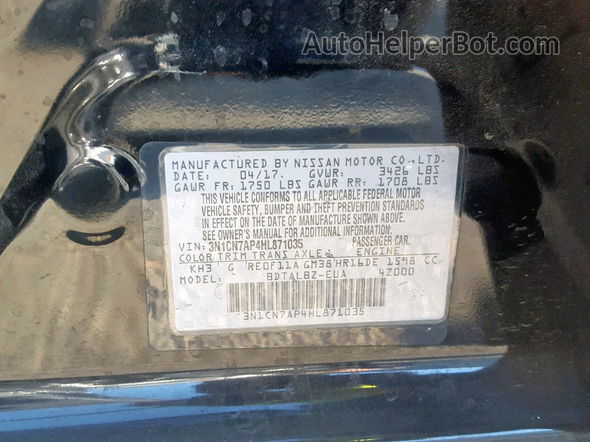 AutoHelperBot.com
MANUFACTURED BY NISSAN MOTOR CO., LTD.
DATE: 04/17. GVWR: 3426 LBS
GAWR FR: 1750 LBS GAWR RR: 1708 LBS
THIS VEHICLE CONFORMS TO ALL APPLICABLE FEDERAL MOTOR
VEHICLE SAFETY, BUMPER AND THEFT PREVENTION STANDARDS
IN EFFECT ON THE DATE OF MANUFACTURE SHOWN ABOVE.
SEE OWNER'S MANUAL FOR ADDITIONAL INFORMATION.
VIN: 3N1CN7AP4HL871035 PASSENGER CAR.
COLOR TRIM TRANS AXLE ENGINE
KH3 G RE0F11A GM38 HR16DE 1598 CC
MODEL: BDTALBZ-EUA 4Z000
3N1CN7AP4HL871035